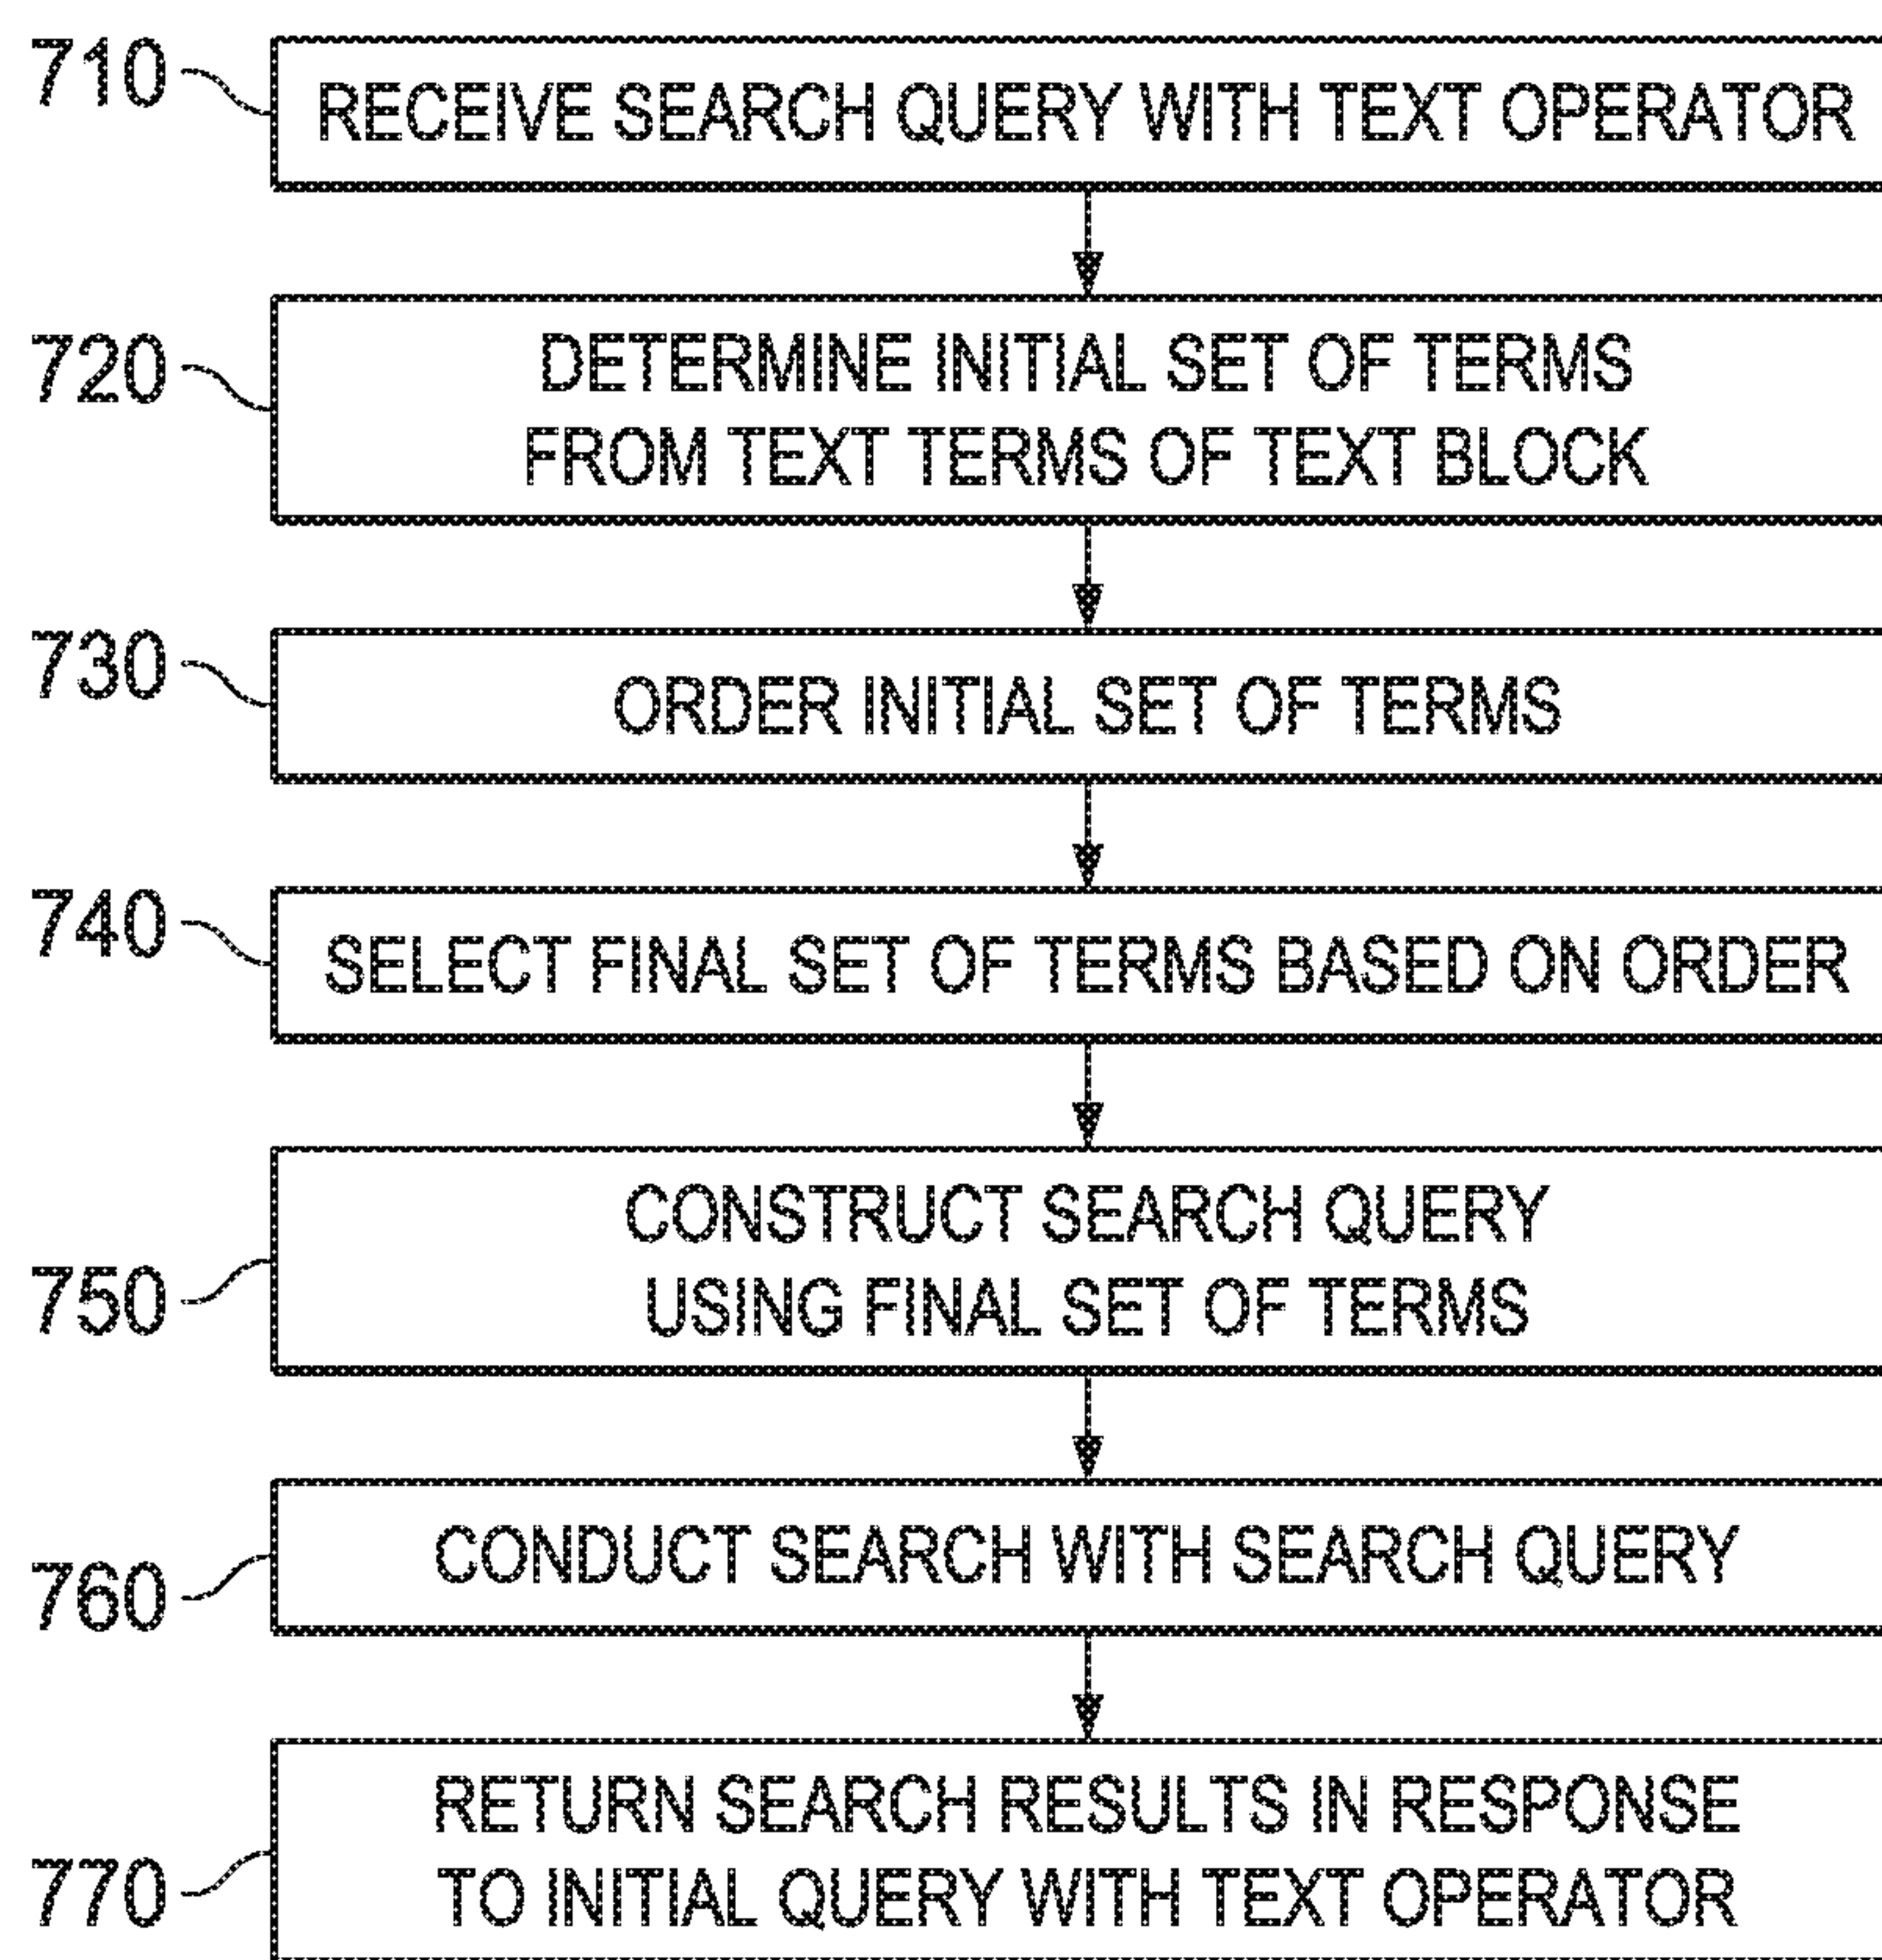 710
RECEIVE SEARCH QUERY WITH TEXT OPERATOR
720
DETERMINE INITIAL SET OF TERMS
FROM TEXT TERMS OF TEXT BLOCK
730
ORDER INITIAL SET OF TERMS
740
SELECT FINAL SET OF TERMS BASED ON ORDER
750
CONSTRUCT SEARCH QUERY
USING FINAL SET OF TERMS
760
CONDUCT SEARCH WITH SEARCH QUERY
770
RETURN SEARCH RESULTS IN RESPONSE
TO INITIAL QUERY WITH TEXT OPERATOR